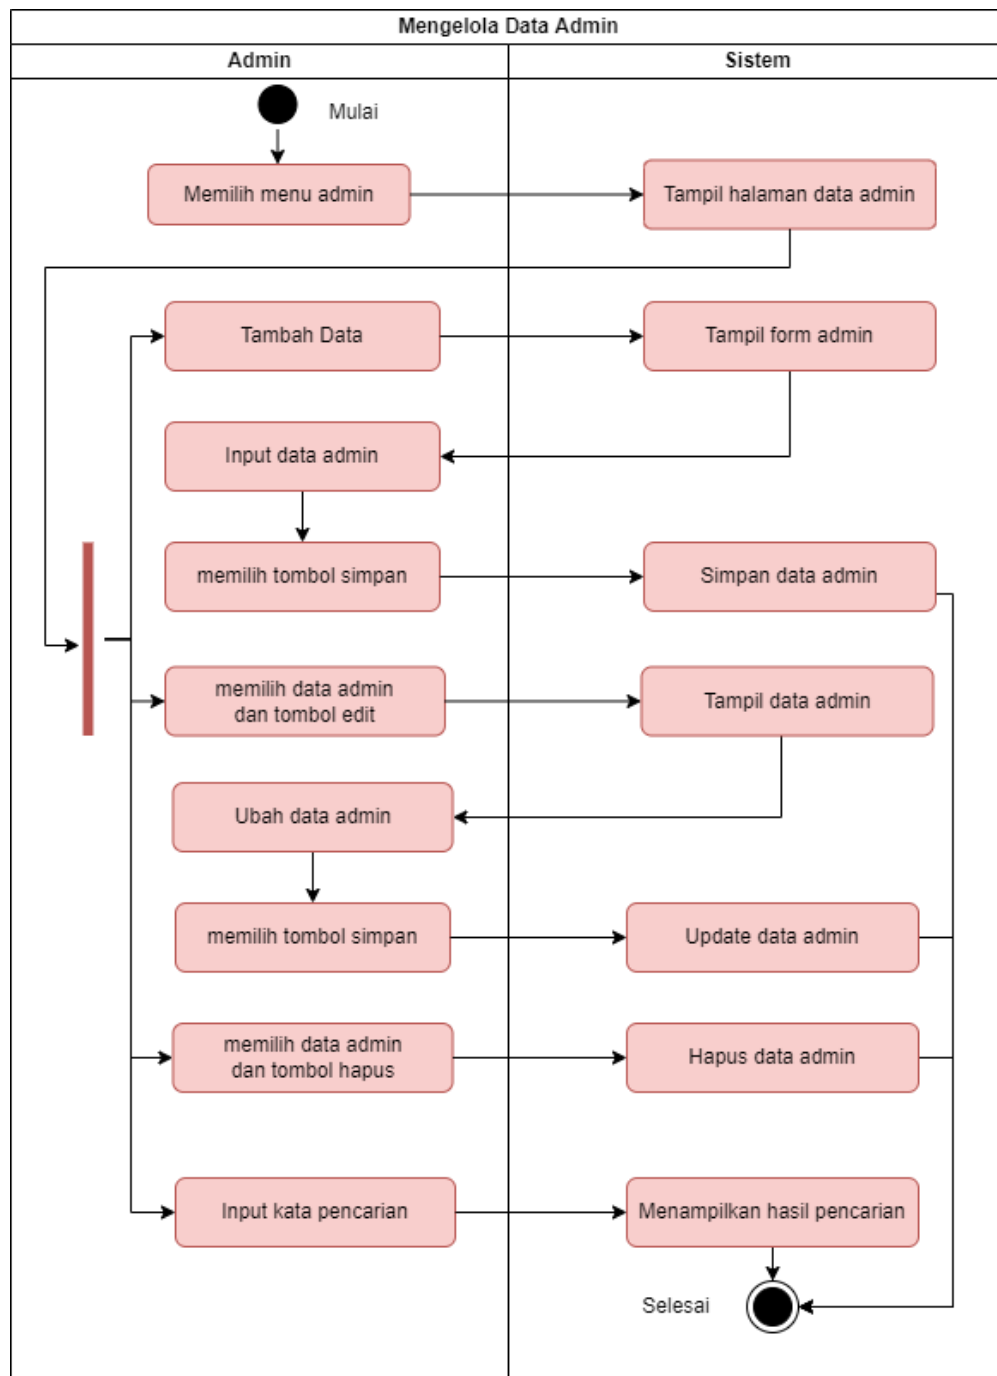 Mengelola Data Admin
Admin
Sistem
Mulai
Memilih menu admin
Tampil halaman data admin
Tambah Data
Tampil form admin
Input data admin
memilih tombol simpan
Simpan data admin
memilih data admin
dan tombol edit
Tampil data admin
Ubah data admin
memilih tombol simpan
Update data admin
memilih data admin
dan tombol hapus
Hapus data admin
Input kata pencarian
Menampilkan hasil pencarian
Selesai